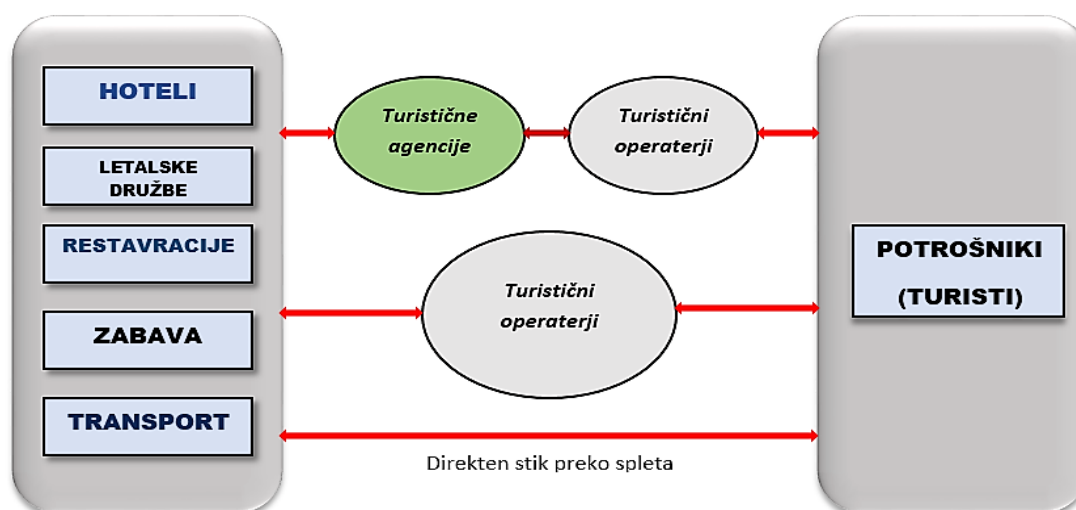 HOTELI
LETALSKE
DRUŽBE
RESTAVRACIJE
ZABAVA
TRANSPORT
Turistične
agencije
Turistični
operaterji
Turistični
operaterji
Direkten stik preko spleta
POTROŠNIKI
(TURISTI)